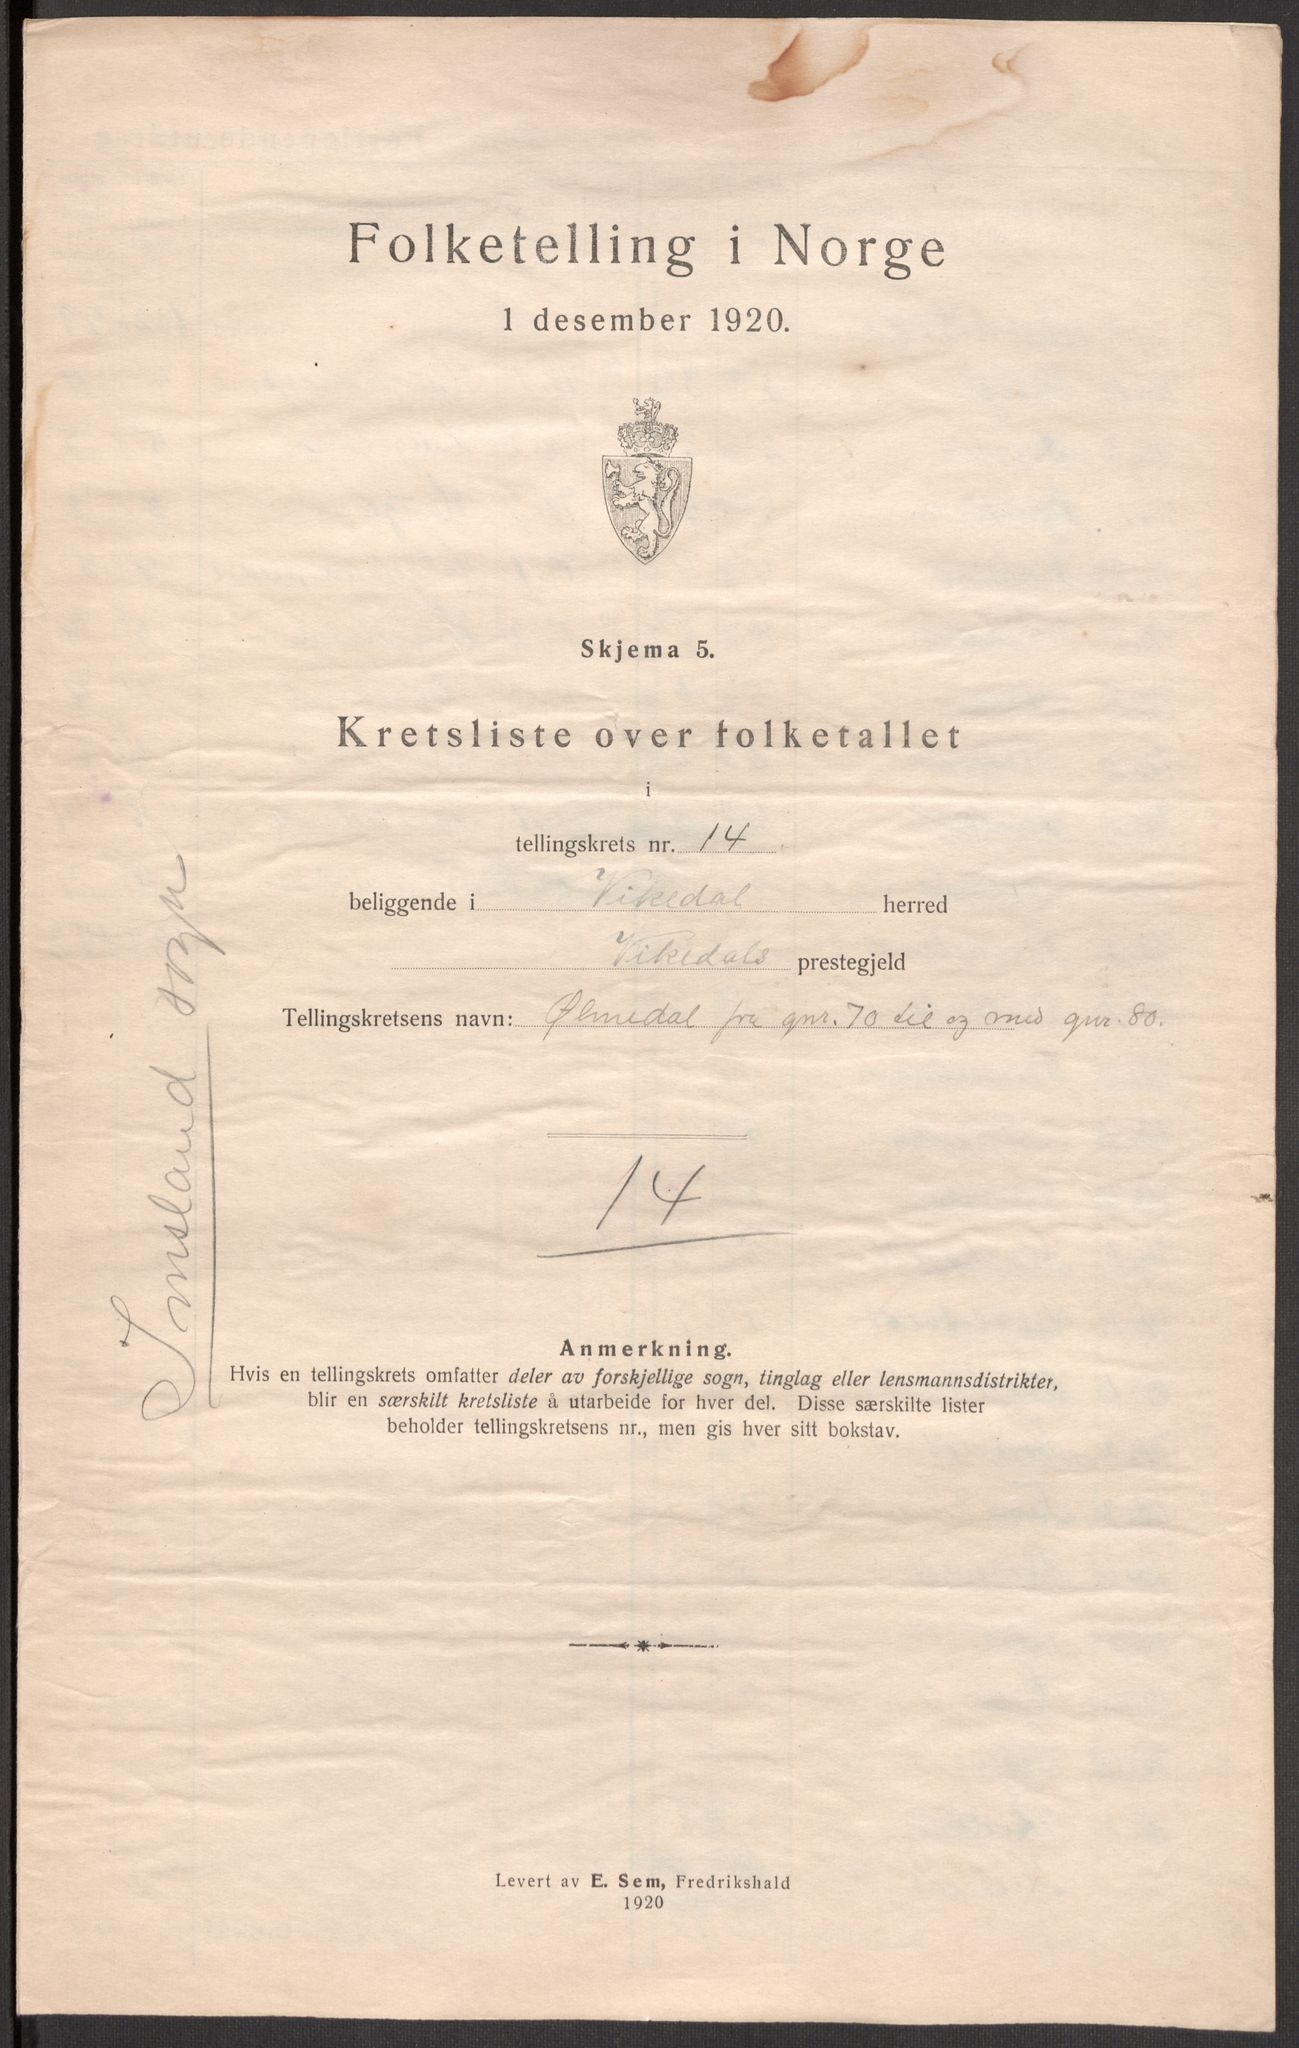 Folketelling i Norge
1 desember 1920.
Skjema 5.
Kretsliste over folketallet
i
tellingskrets nr. 14
beliggende i Vikedal herred
Vikedals prestegjeld
Tellingskretsens navn: Ølmedal fra gnr. 70 til og med gnr. 80.
14
Imsland sogn
Anmerkning.
Hvis en tellingskrets omfatter deler av forskjellige sogn, tinglag eller lensmannsdistrikter,
blir en særskilt kretsliste å utarbeide for hver del. Disse særskilte lister
beholder tellingskretsens nr., men gis hver sitt bokstav.
Levert av E. Sem, Fredrikshald
1920